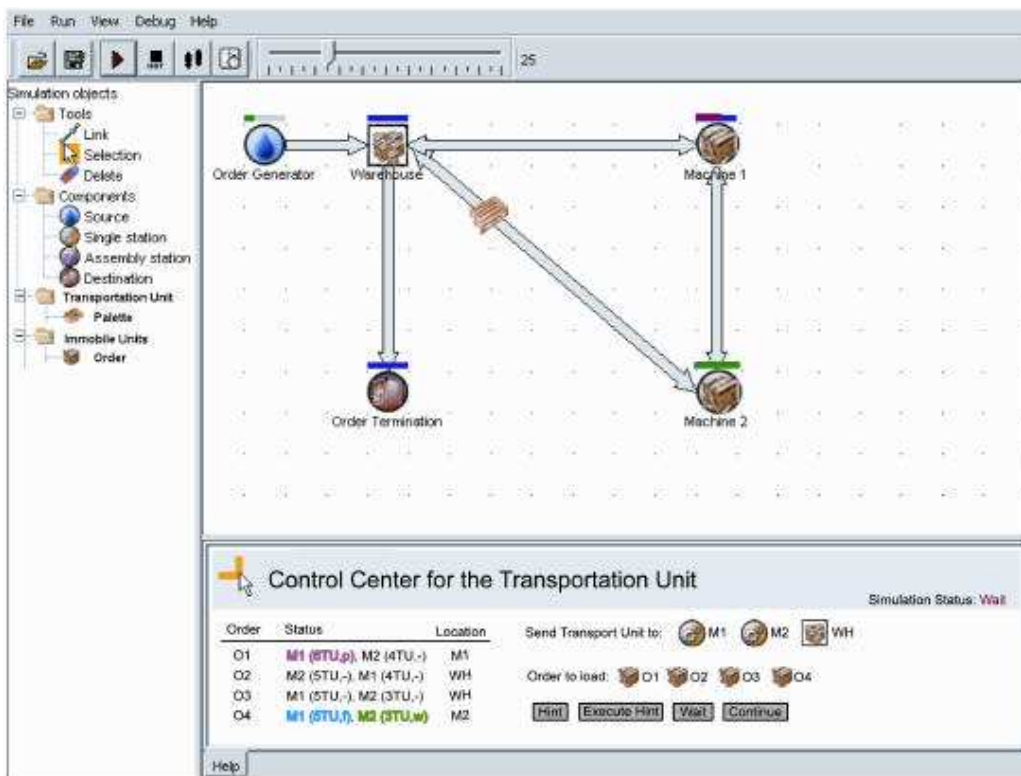 File Run View Debug Help
25
Simulation objects
Tools
Link
Selection
Delete
Components
Source
Single station
Assembly station
Destination
Transportation Unit
Palette
Immobile Units
Order
Order Generator
Warehouse
Machine 1
Order Termination
Machine 2
Control Center for the Transportation Unit
Simulation Status: Wait
Order Status Location
O1 M1 (6TU,p), M2 (4TU,-) M1
O2 M2 (5TU,-), M1 (4TU,-) WH
O3 M1 (5TU,-), M2 (3TU,-) WH
O4 M1 (5TU,f), M2 (3TU,w) M2
Send Transport Unit to: M1 M2 WH
Order to load: O1 O2 O3 O4
Hint Execute Hint Wait Continue
Help